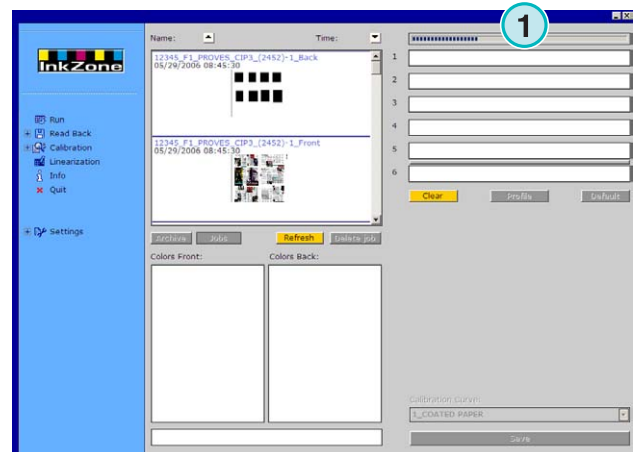 1
InkZone
Run
Read Back
Calibration
Linearization
Info
Quit
Settings
Name:
Time:
12345_F1_PROVES_CIP3_(2452)-1_Back
05/29/2006 08:45:30
12345_F1_PROVES_CIP3_(2452)-1_Front
05/29/2006 08:45:30
Archive
Jobs
Refresh
Delete job
Colors Front:
Colors Back:
1
2
3
4
5
6
Clear
Profile
Default
Calibration Curve:
1_COATED PAPER
Save